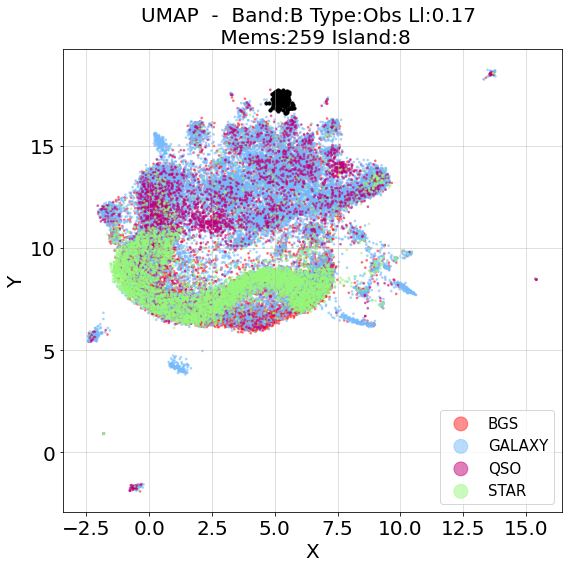 UMAP - Band:B Type:Obs Ll:0.17
Mems:259 Island:8
15
10
5
0
Y
−2.5 0.0 2.5 5.0 7.5 10.0 12.5 15.0
X
BGS
GALAXY
QSO
STAR